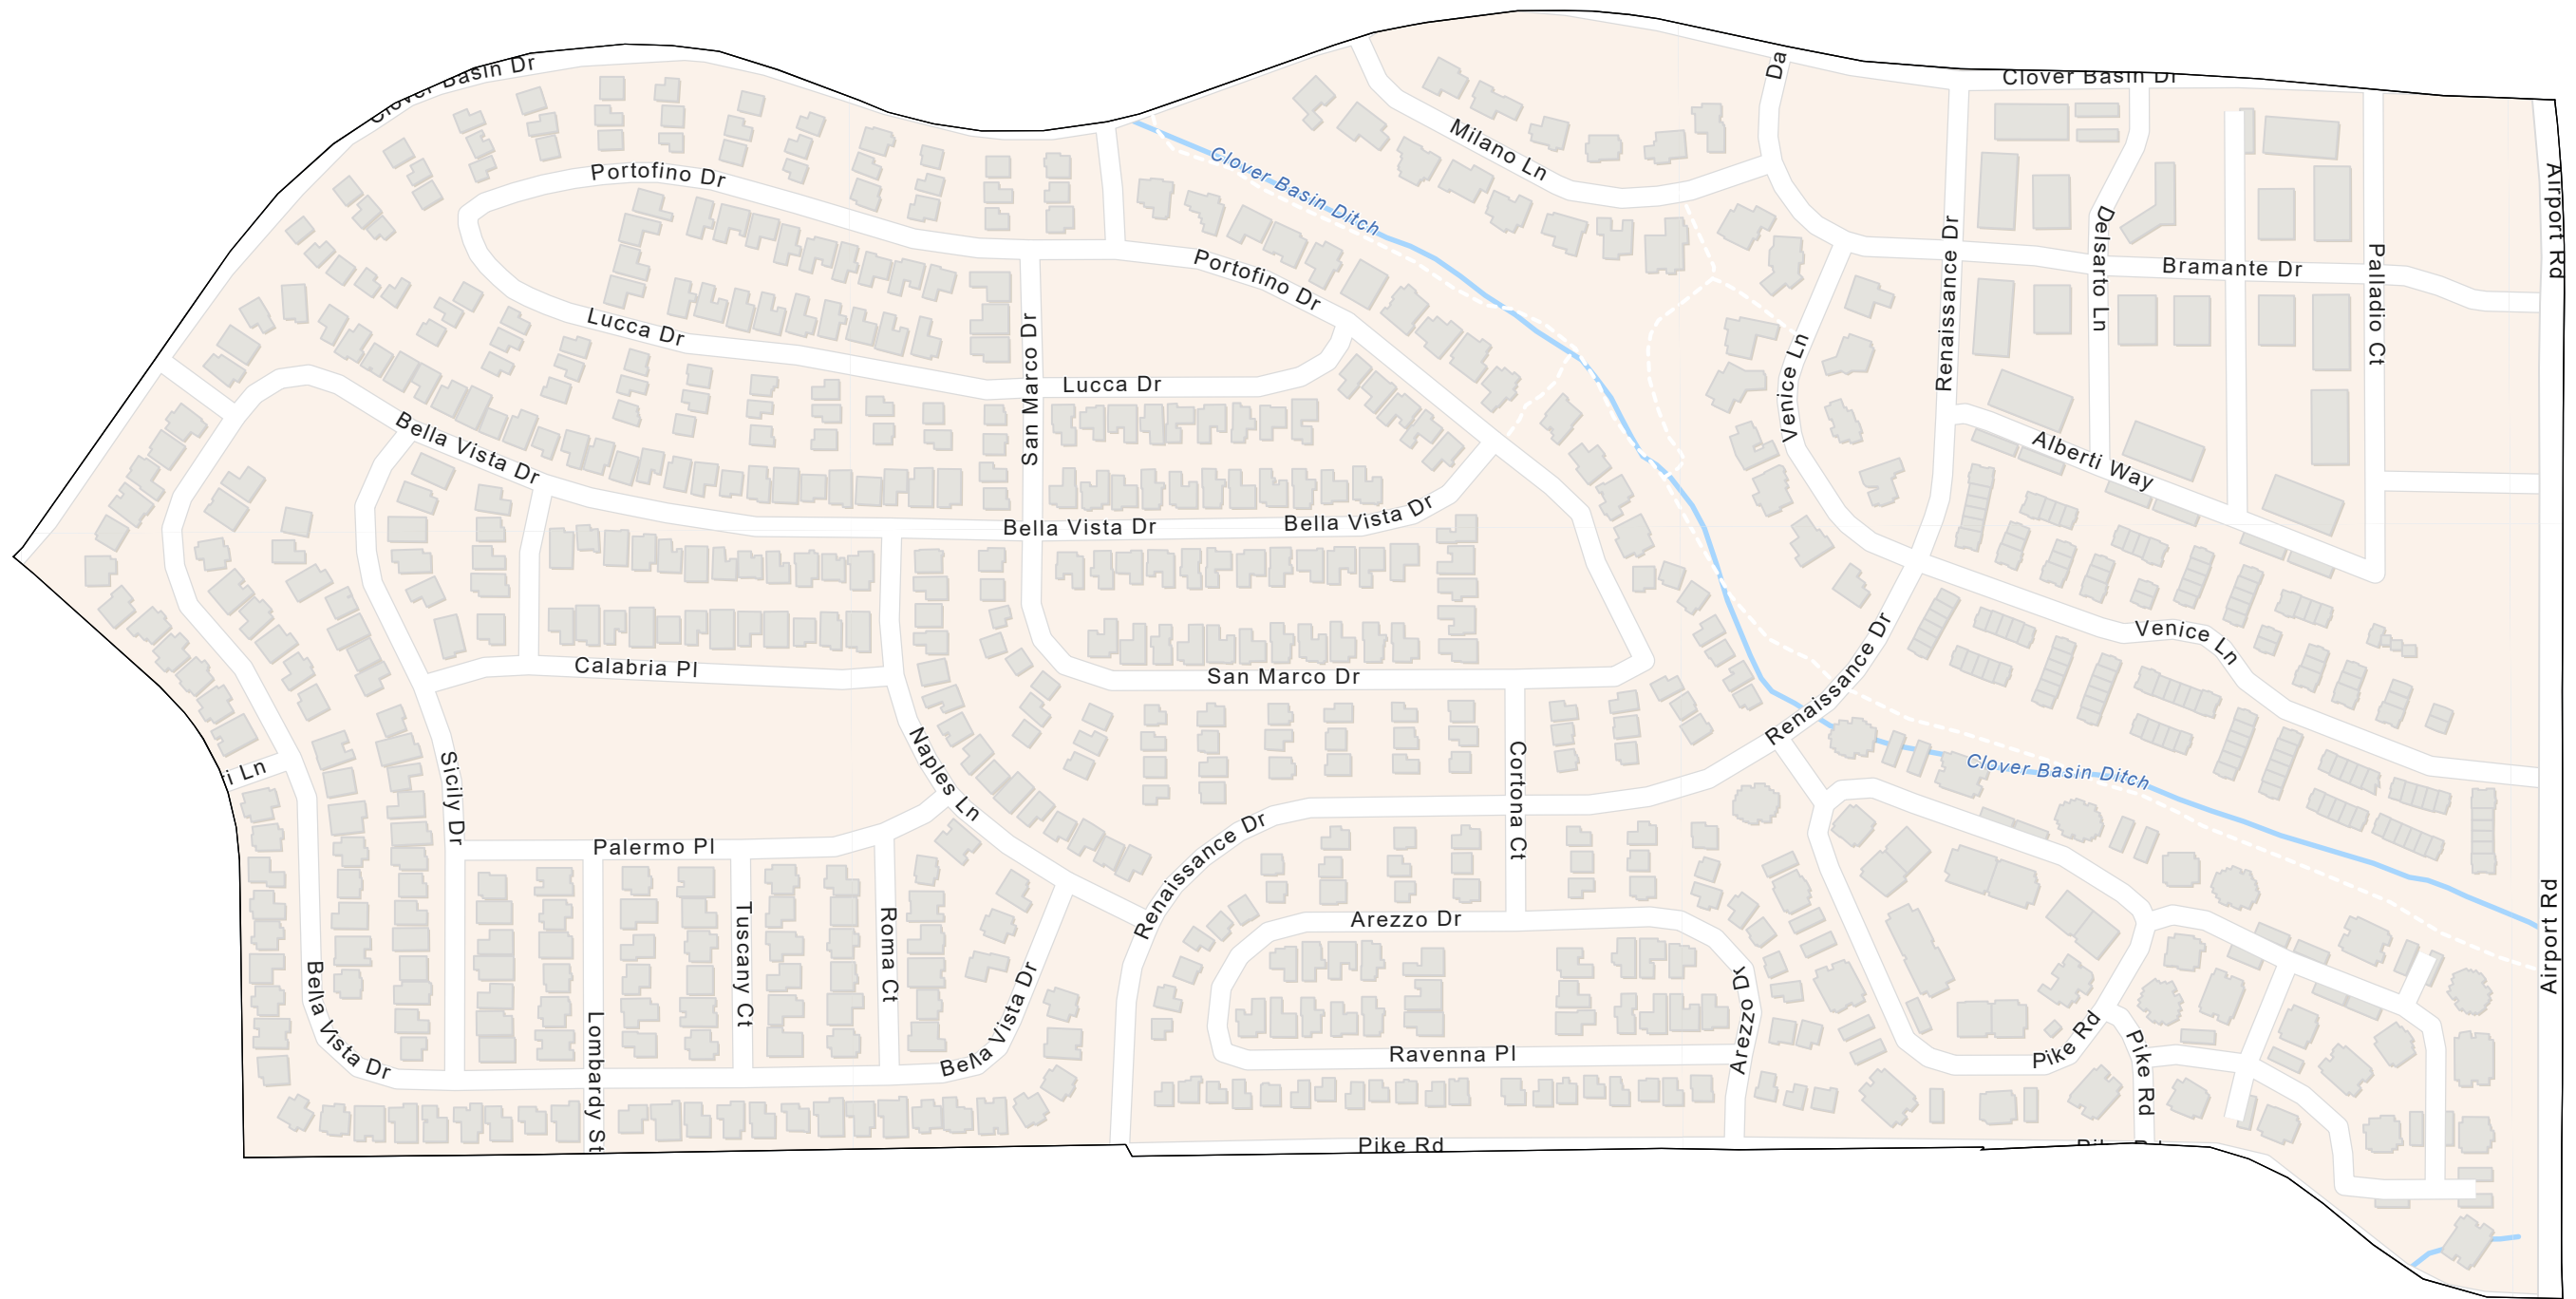 Clover Basin Dr
Clover Basin Dr
Da
Airport Rd
Milano Ln
Clover Basin Ditch
Portofino Dr
Portofino Dr
Renaissance Dr
Delsarto Ln
Bramante Dr
Palladio Ct
Lucca Dr
San Marco Dr
Lucca Dr
Venice Ln
Bella Vista Dr
Alberti Way
Bella Vista Dr
Bella Vista Dr
Calabria Pl
San Marco Dr
Renaissance Dr
Venice Ln
Naples Ln
Cortona Ct
Clover Basin Ditch
i Ln
Sicily Dr
Palermo Pl
Renaissance Dr
Arezzo Dr
Tuscany Ct
Roma Ct
Airport Rd
Bella Vista Dr
Bella Vista Dr
Lombardy St
Ravenna Pl
Arezzo Dr
Pike Rd
Pike Rd
Pike Rd